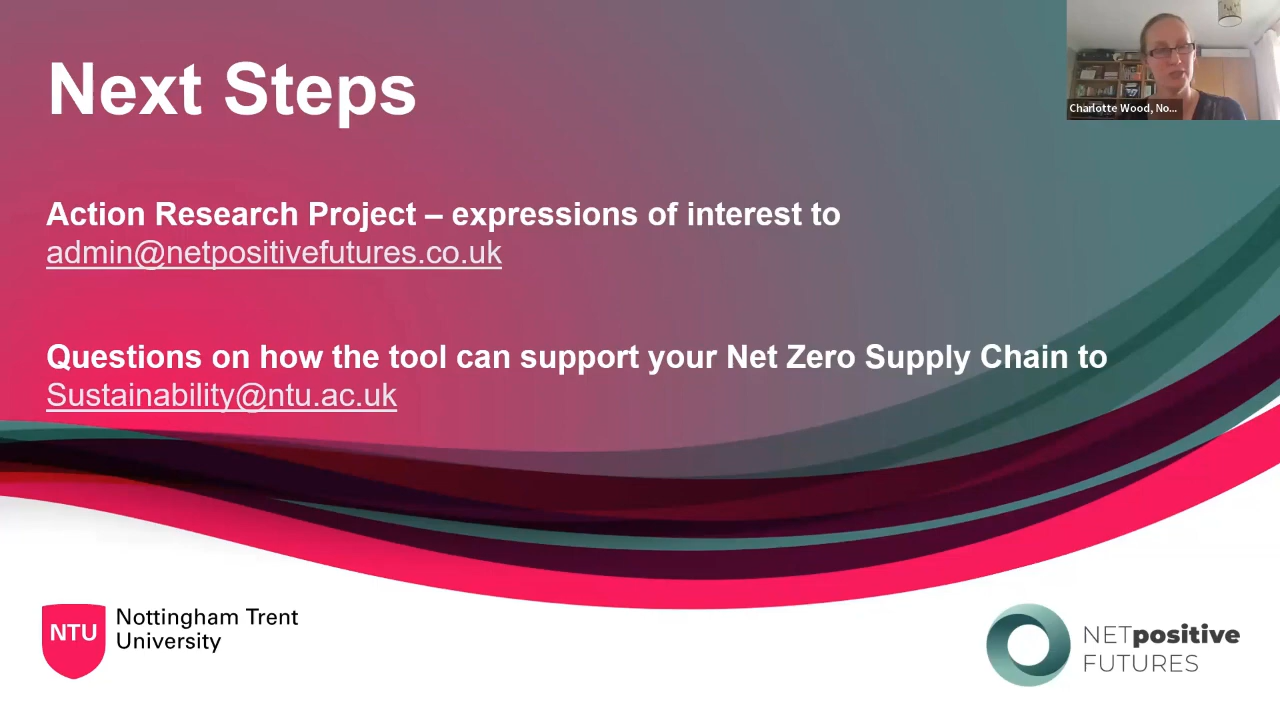 Next Steps
Charlotte Wood, No...
Action Research Project – expressions of interest to
admin@netpositivefutures.co.uk
Questions on how the tool can support your Net Zero Supply Chain to
Sustainability@ntu.ac.uk
NTU
Nottingham Trent
University
NETpositive
FUTURES